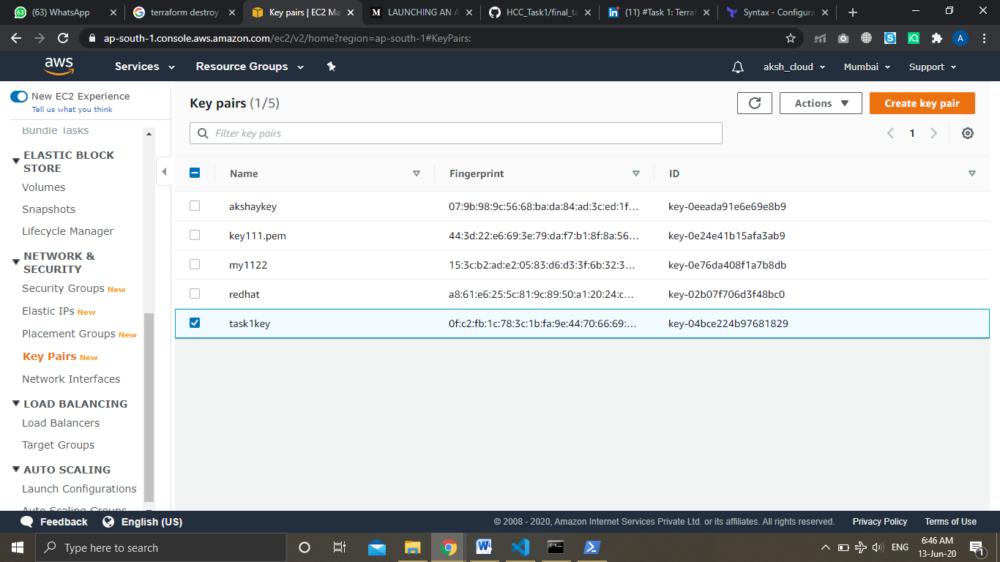 (63) WhatsApp
terraform destroy
Key pairs | EC2 Ma
LAUNCHING AN A
HCC_Task1/final_ta
(11) #Task 1: Terraf
Syntax - Configura
ap-south-1.console.aws.amazon.com/ec2/v2/home?region=ap-south-1#KeyPairs:
A
aws
Services
Resource Groups
aksh_cloud
Mumbai
Support
New EC2 Experience
Tell us what you think
Bundle Tasks
ELASTIC BLOCK
STORE
Volumes
Snapshots
Lifecycle Manager
NETWORK &
SECURITY
Security Groups New
Elastic IPs New
Placement Groups New
Key Pairs New
Network Interfaces
LOAD BALANCING
Load Balancers
Target Groups
AUTO SCALING
Launch Configurations
Auto Scaling Groups
Key pairs (1/5)
Actions
Create key pair
Filter key pairs
1
Name Fingerprint ID
akshaykey 07:9b:98:9c:56:68:ba:da:84:ad:3c:ed:1f… key-0eeada91e6e69e8b9
key111.pem 44:3d:22:e6:69:3e:79:da:f7:b1:8f:8a:56… key-0e24e41b15afa3ab9
my1122 15:3c:b2:ad:e2:05:83:d6:d3:3f:6b:32:3… key-0e76da408f1a7b8db
redhat a8:61:e6:25:5c:81:9c:89:50:a1:20:24:c… key-02b07f706d3f48bc0
task1key 0f:c2:fb:1c:78:3c:1b:fa:9e:44:70:66:69:… key-04bce224b97681829
Feedback
English (US)
© 2008 - 2020, Amazon Internet Services Private Ltd. or its affiliates. All rights reserved.
Privacy Policy
Terms of Use
Type here to search
ENG
6:46 AM
13-Jun-20
1